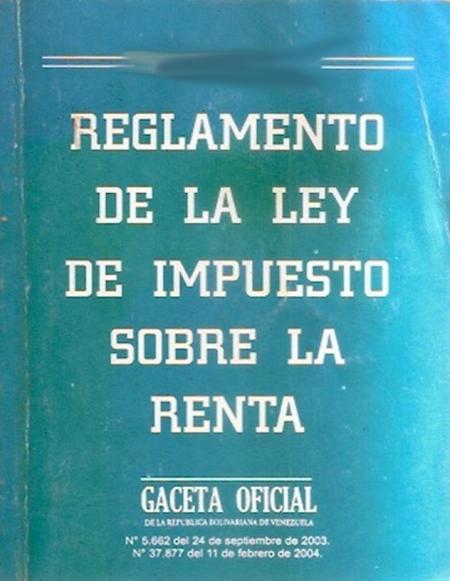 REGLAMENTO
DE LA LEY
DE IMPUESTO
SOBRE LA
RENTA
GACETA OFICIAL
DE LA REPUBLICA BOLIVARIANA DE VENEZUELA
N° 5.662 del 24 de septiembre de 2003.
N° 37.877 del 11 de febrero de 2004.